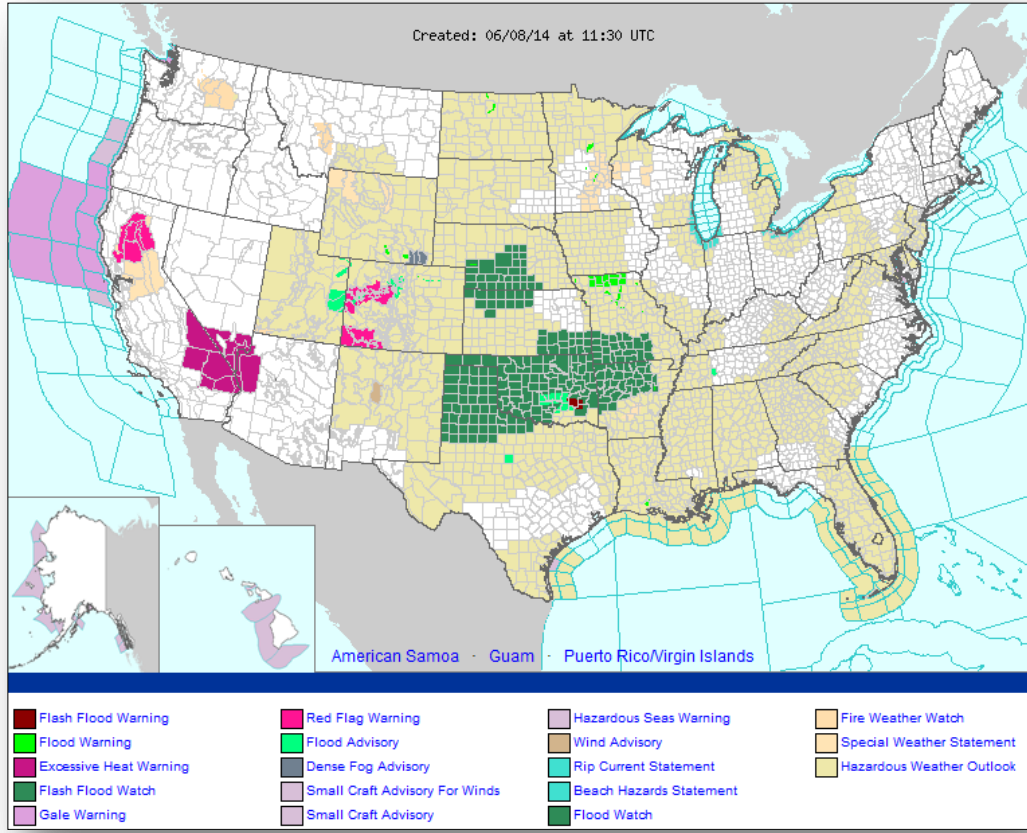 Created: 06/08/14 at 11:30 UTC
American Samoa · Guam · Puerto Rico/Virgin Islands
Flash Flood Warning
Flood Warning
Excessive Heat Warning
Flash Flood Watch
Gale Warning
Red Flag Warning
Flood Advisory
Dense Fog Advisory
Small Craft Advisory For Winds
Small Craft Advisory
Hazardous Seas Warning
Wind Advisory
Rip Current Statement
Beach Hazards Statement
Flood Watch
Fire Weather Watch
Special Weather Statement
Hazardous Weather Outlook